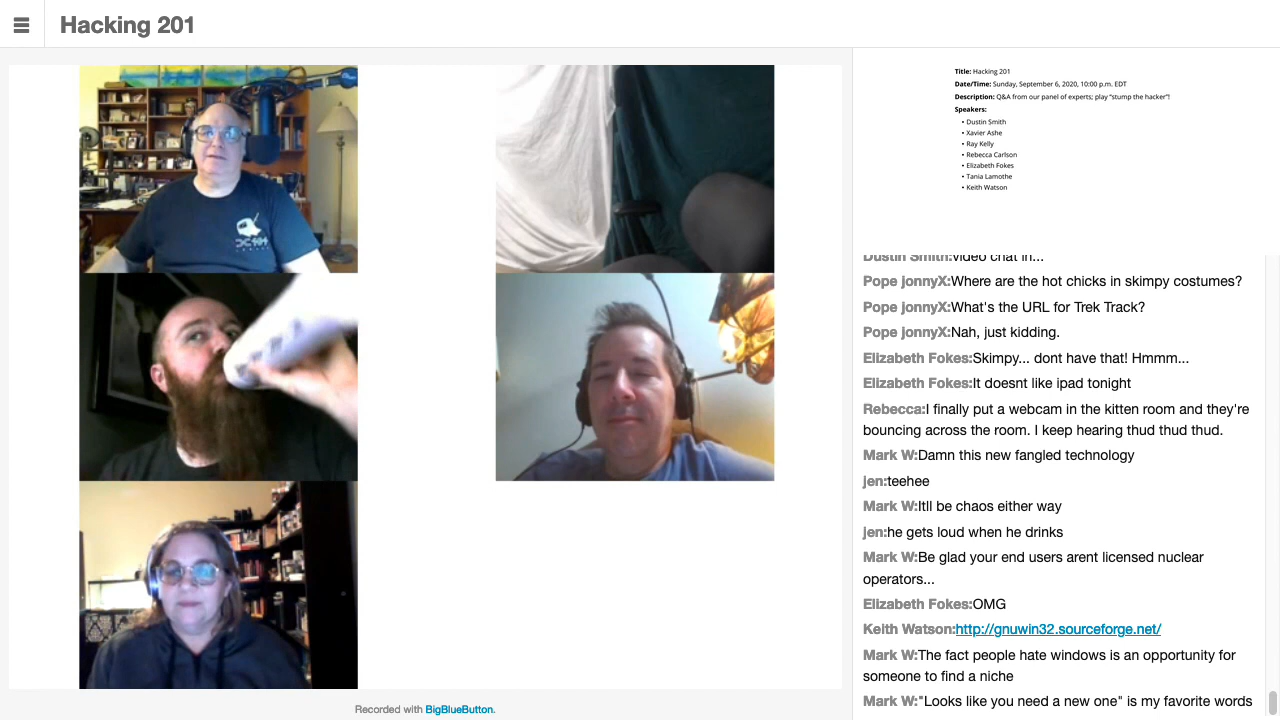 Hacking 201
Title: Hacking 201
Date/Time: Sunday, September 6, 2020, 10:00 p.m. EDT
Description: Q&A from our panel of experts; play "stump the hacker"!
Speakers:
• Dustin Smith
• Xavier Ashe
• Ray Kelly
• Rebecca Carlson
• Elizabeth Fokes
• Tania Lamothe
• Keith Watson
Dustin Smith:video chat in...
Pope jonnyX:Where are the hot chicks in skimpy costumes?
Pope jonnyX:What's the URL for Trek Track?
Pope jonnyX:Nah, just kidding.
Elizabeth Fokes:Skimpy... dont have that! Hmmm...
Elizabeth Fokes:It doesnt like ipad tonight
Rebecca:I finally put a webcam in the kitten room and they're
bouncing across the room. I keep hearing thud thud thud.
Mark W:Damn this new fangled technology
jen:teehee
Mark W:Itll be chaos either way
jen:he gets loud when he drinks
Mark W:Be glad your end users arent licensed nuclear
operators...
Elizabeth Fokes:OMG
Keith Watson:http://gnuwin32.sourceforge.net/
Mark W:The fact people hate windows is an opportunity for
someone to find a niche
Mark W:"Looks like you need a new one" is my favorite words
Recorded with BigBlueButton.